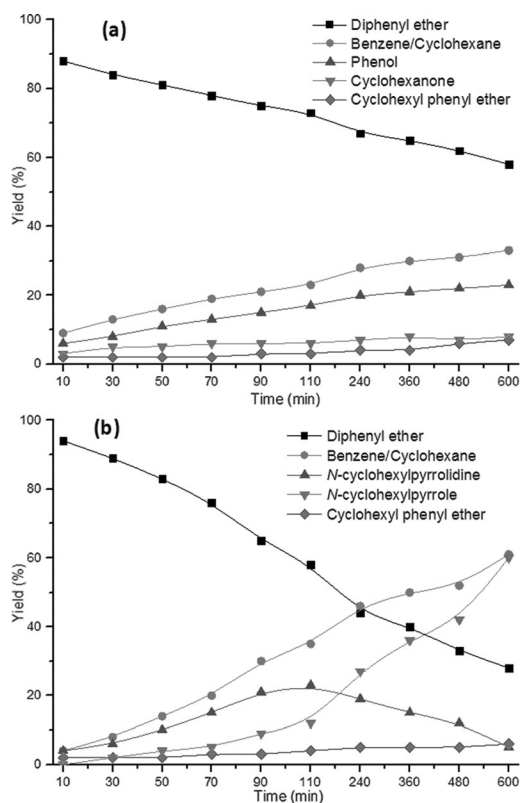 (a)
Diphenyl ether
Benzene/Cyclohexane
Phenol
Cyclohexanone
Cyclohexyl phenyl ether
Yield (%)
100
80
60
40
20
0
10 30 50 70 90 110 240 360 480 600
Time (min)
(b)
Diphenyl ether
Benzene/Cyclohexane
N-cyclohexylpyrrolidine
N-cyclohexylpyrrole
Cyclohexyl phenyl ether
Yield (%)
100
80
60
40
20
0
10 30 50 70 90 110 240 360 480 600
Time (min)